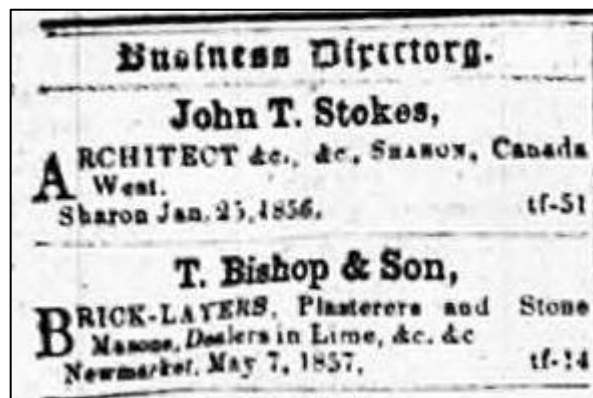 Business Directory.
John T. Stokes,
ARCHITECT &c., &c., SHARON, Canada
West.
Sharon Jan. 25, 1856. tf-51
T. Bishop & Son,
BRICK-LAYERS, Plasterers and Stone
Masons, Dealers in Lime, &c. &c
Newmarket, May 7, 1857, tf-14